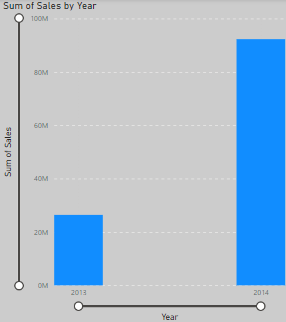 Sum of Sales by Year
100M
80M
60M
40M
20M
0M
Sum of Sales
2013
2014
Year